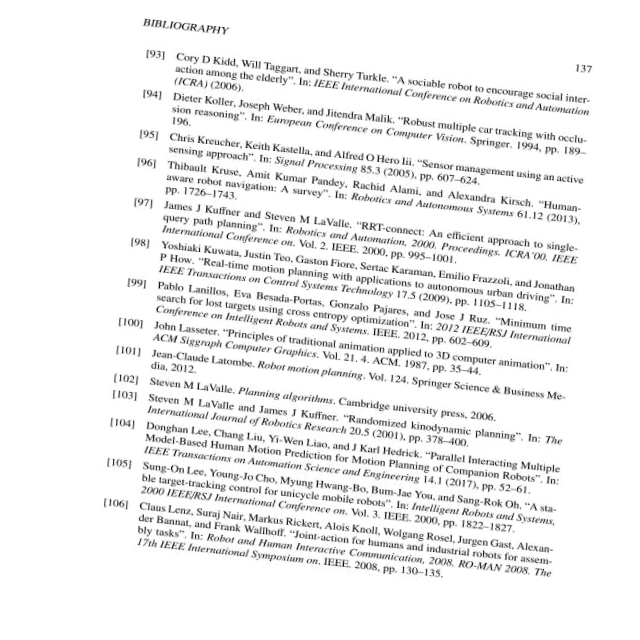 BIBLIOGRAPHY
137
[93] Cory D Kidd, Will Taggart, and Sherry Turkle. “A sociable robot to encourage social inter-
action among the elderly”. In: IEEE International Conference on Robotics and Automation
(ICRA) (2006).
[94] Dieter Koller, Joseph Weber, and Jitendra Malik. “Robust multiple car tracking with occlu-
sion reasoning”. In: European Conference on Computer Vision. Springer. 1994, pp. 189–
196.
[95] Chris Kreucher, Keith Kastella, and Alfred O Hero Iii. “Sensor management using an active
sensing approach”. In: Signal Processing 85.3 (2005), pp. 607–624.
[96] Thibault Kruse, Amit Kumar Pandey, Rachid Alami, and Alexandra Kirsch. “Human-
aware robot navigation: A survey”. In: Robotics and Autonomous Systems 61.12 (2013),
pp. 1726–1743.
[97] James J Kuffner and Steven M LaValle. “RRT-connect: An efficient approach to single-
query path planning”. In: Robotics and Automation, 2000. Proceedings. ICRA'00. IEEE
International Conference on. Vol. 2. IEEE. 2000, pp. 995–1001.
[98] Yoshiaki Kuwata, Justin Teo, Gaston Fiore, Sertac Karaman, Emilio Frazzoli, and Jonathan
P How. “Real-time motion planning with applications to autonomous urban driving”. In:
IEEE Transactions on Control Systems Technology 17.5 (2009), pp. 1105–1118.
[99] Pablo Lanillos, Eva Besada-Portas, Gonzalo Pajares, and Jose J Ruz. “Minimum time
search for lost targets using cross entropy optimization”. In: 2012 IEEE/RSJ International
Conference on Intelligent Robots and Systems. IEEE. 2012, pp. 602–609.
[100] John Lasseter. “Principles of traditional animation applied to 3D computer animation”. In:
ACM Siggraph Computer Graphics. Vol. 21. 4. ACM. 1987, pp. 35–44.
[101] Jean-Claude Latombe. Robot motion planning. Vol. 124. Springer Science & Business Me-
dia, 2012.
[102] Steven M LaValle. Planning algorithms. Cambridge university press, 2006.
[103] Steven M LaValle and James J Kuffner. “Randomized kinodynamic planning”. In: The
International Journal of Robotics Research 20.5 (2001), pp. 378–400.
[104] Donghan Lee, Chang Liu, Yi-Wen Liao, and J Karl Hedrick. “Parallel Interacting Multiple
Model-Based Human Motion Prediction for Motion Planning of Companion Robots”. In:
IEEE Transactions on Automation Science and Engineering 14.1 (2017), pp. 52–61.
[105] Sung-On Lee, Young-Jo Cho, Myung Hwang-Bo, Bum-Jae You, and Sang-Rok Oh. “A sta-
ble target-tracking control for unicycle mobile robots”. In: Intelligent Robots and Systems,
2000 IEEE/RSJ International Conference on. Vol. 3. IEEE. 2000, pp. 1822–1827.
[106] Claus Lenz, Suraj Nair, Markus Rickert, Alois Knoll, Wolgang Rosel, Jurgen Gast, Alexan-
der Bannat, and Frank Wallhoff. “Joint-action for humans and industrial robots for assem-
bly tasks”. In: Robot and Human Interactive Communication, 2008. RO-MAN 2008. The
17th IEEE International Symposium on. IEEE. 2008, pp. 130–135.